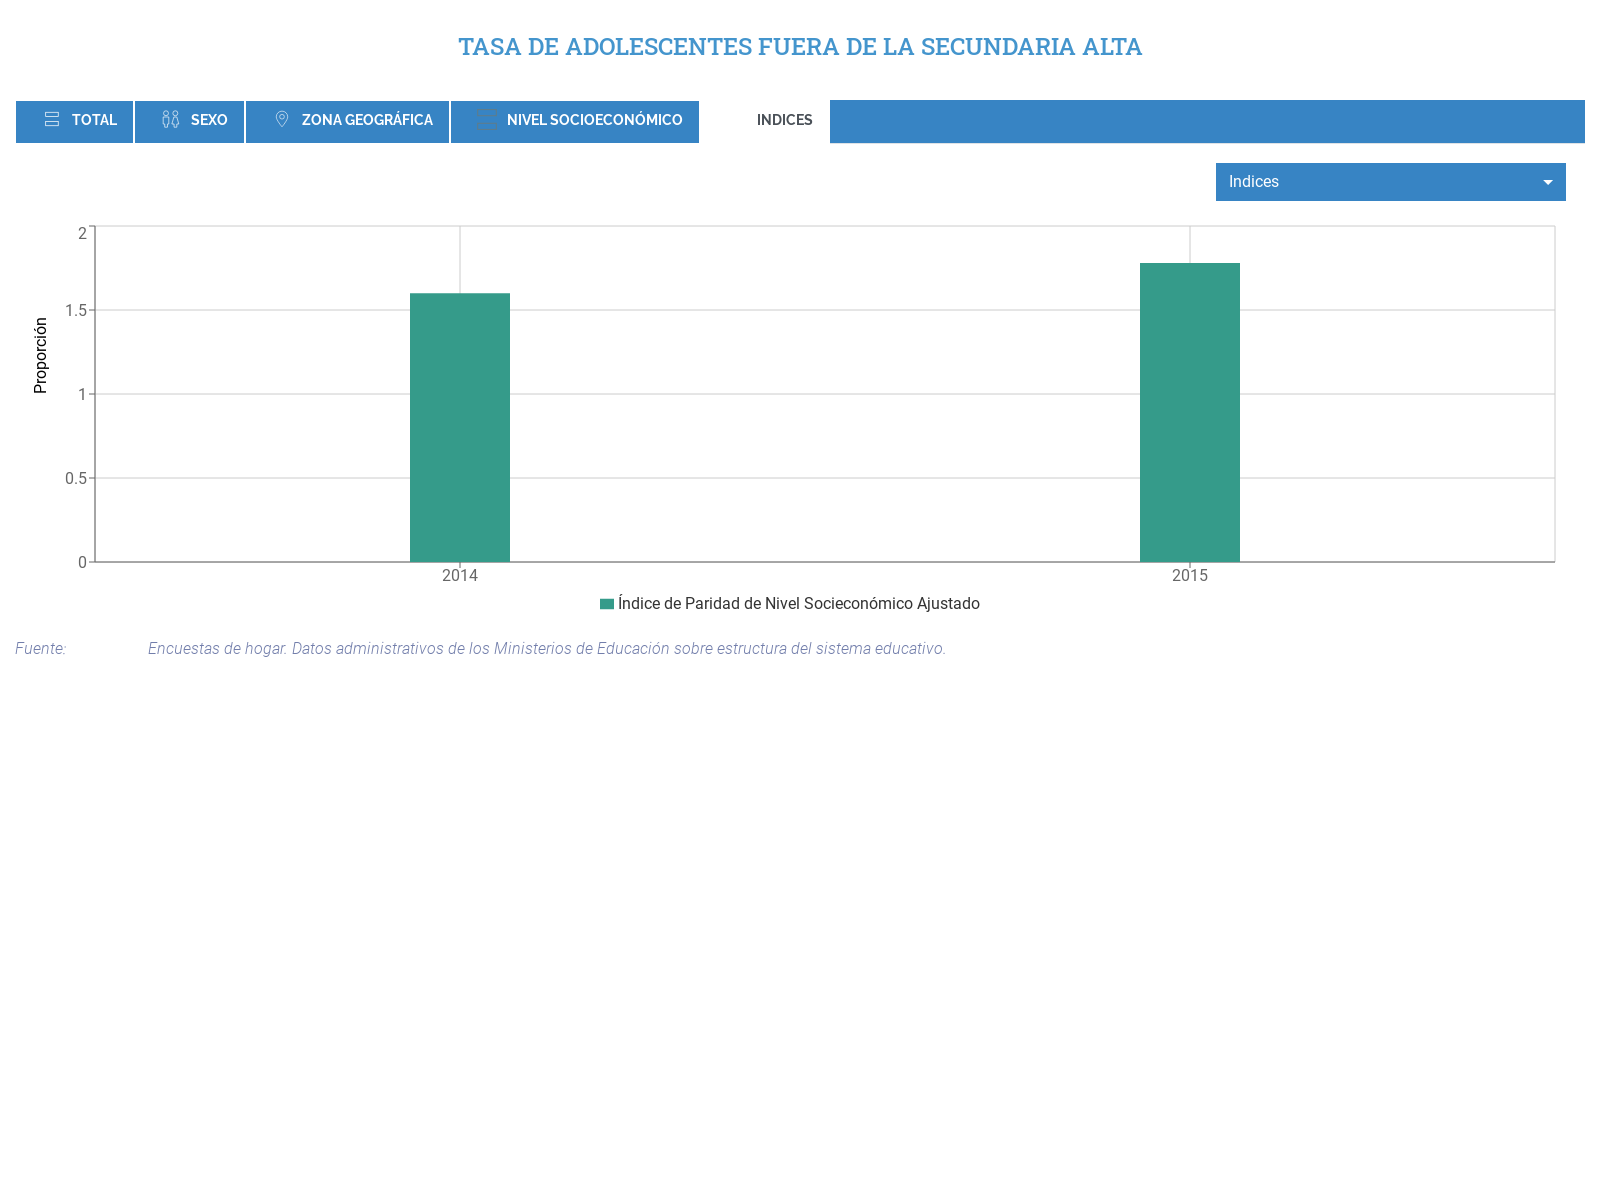 TASA DE ADOLESCENTES FUERA DE LA SECUNDARIA ALTA
TOTAL SEXO ZONA GEOGRÁFICA NIVEL SOCIOECONÓMICO INDICES
Indices
2
1.5
1
0.5
0
Proporción
2014 2015
Índice de Paridad de Nivel Socieconómico Ajustado
Fuente: Encuestas de hogar. Datos administrativos de los Ministerios de Educación sobre estructura del sistema educativo.